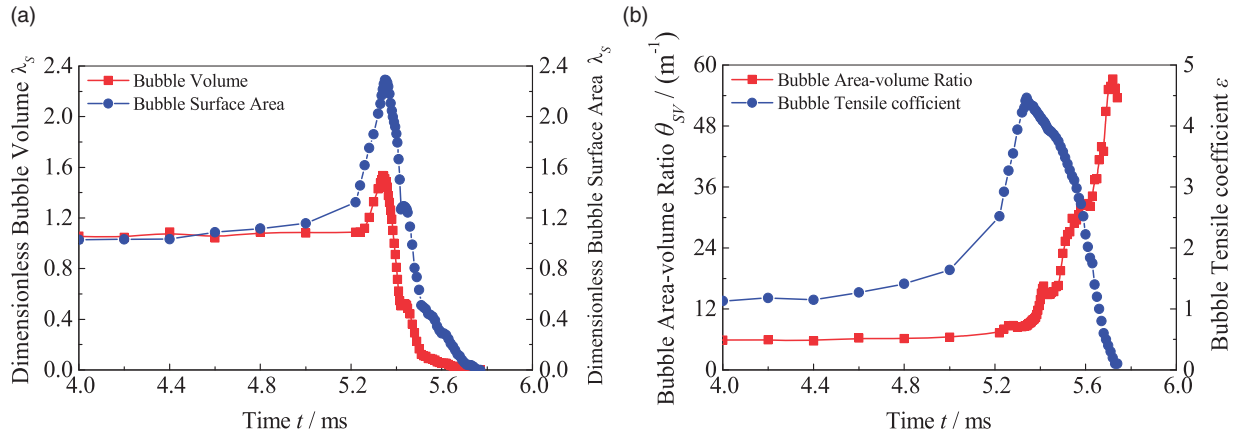 (a)
Dimensionless Bubble Volume λS
2.4
2.0
1.6
1.2
0.8
0.4
0.0
Bubble Volume
Bubble Surface Area
2.4
2.0
1.6
1.2
0.8
0.4
0.0
Dimensionless Bubble Surface Area λS
4.0 4.4 4.8 5.2 5.6 6.0
Time t / ms
(b)
Bubble Area-volume Ratio θSV / (m-1)
60
48
36
24
12
0
Bubble Area-volume Ratio
Bubble Tensile cofficient
5
4
3
2
1
0
Bubble Tensile coefficient ε
4.0 4.4 4.8 5.2 5.6 6.0
Time t / ms